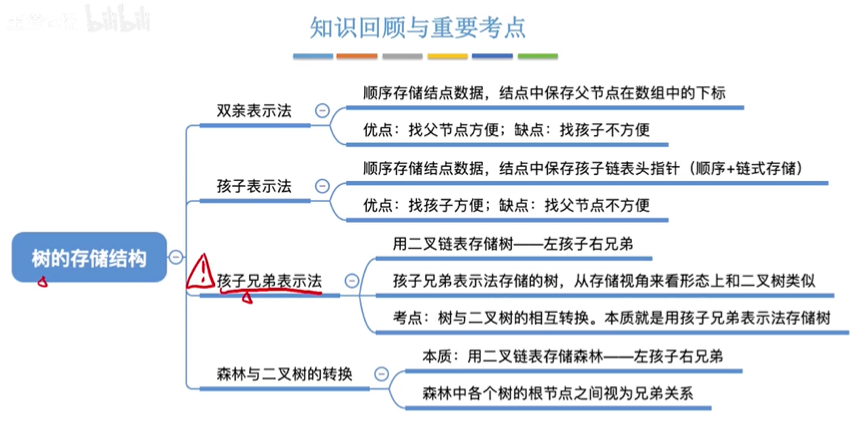 bilibili
知识回顾与重要考点
双亲表示法
顺序存储结点数据，结点中保存父节点在数组中的下标
优点：找父节点方便；缺点：找孩子不方便
孩子表示法
顺序存储结点数据，结点中保存孩子链表头指针（顺序+链式存储）
优点：找孩子方便；缺点：找父节点不方便
树的存储结构
孩子兄弟表示法
用二叉链表存储树——左孩子右兄弟
孩子兄弟表示法存储的树，从存储视角来看形态上和二叉树类似
考点：树与二叉树的相互转换。本质就是用孩子兄弟表示法存储树
森林与二叉树的转换
本质：用二叉链表存储森林——左孩子右兄弟
森林中各个树的根节点之间视为兄弟关系